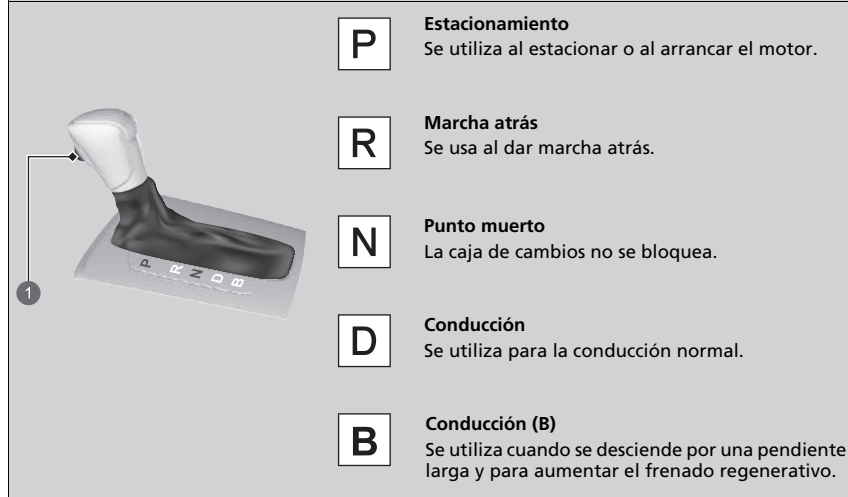 P
Estacionamiento
Se utiliza al estacionar o al arrancar el motor.
R
Marcha atrás
Se usa al dar marcha atrás.
N
Punto muerto
La caja de cambios no se bloquea.
D
Conducción
Se utiliza para la conducción normal.
B
Conducción (B)
Se utiliza cuando se desciende por una pendiente
larga y para aumentar el frenado regenerativo.
1
P R N D B